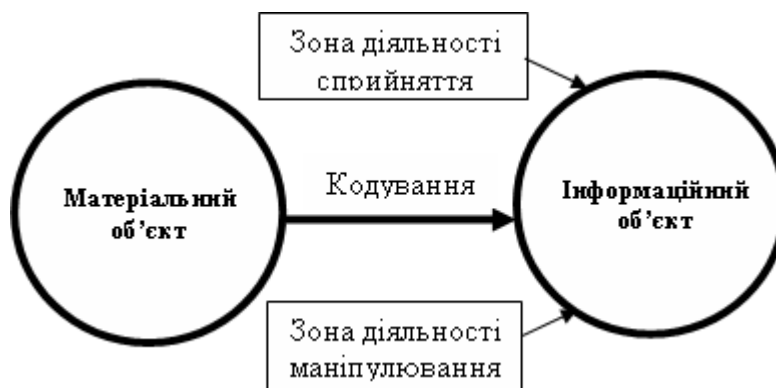 Зона діяльності
сприйняття
Матеріальний
об’єкт
Кодування
Інформаційний
об’єкт
Зона діяльності
маніпулювання